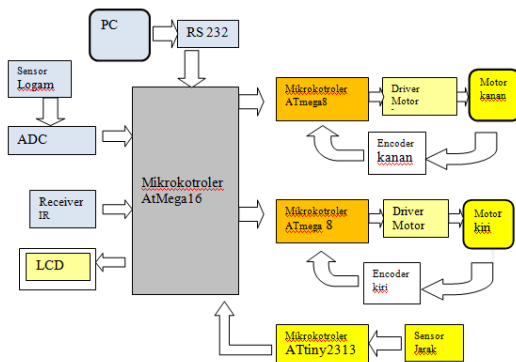 PC
RS 232
Sensor
Logam
ADC
Receiver
IR
LCD
Mikrokotroler
AtMega16
Mikrokotroler
ATmega8
Driver
Motor
Motor
kanan
Encoder
kanan
Mikrokotroler
ATmega 8
Driver
Motor
Motor
kiri
Encoder
kiri
Mikrokotroler
ATtiny2313
Sensor
Jarak